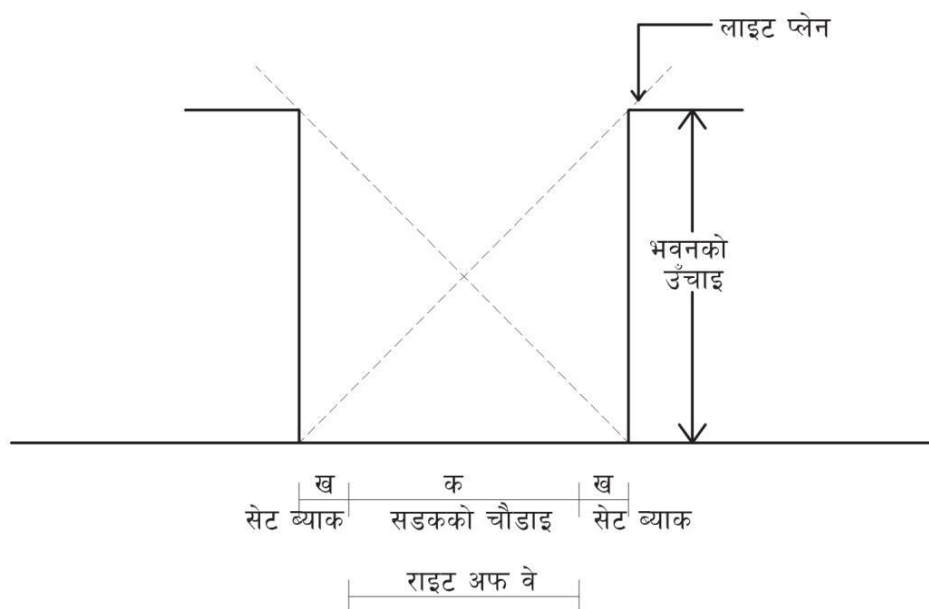 लाइट प्लेन
भवनको
उँचाइ
ख क ख
सेट ब्याक सडकको चौडाइ सेट ब्याक
राइट अफ वे